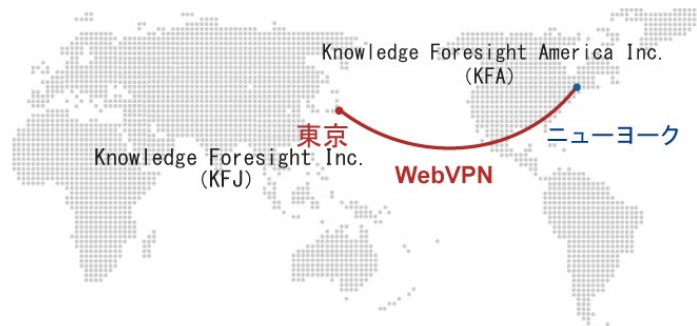 Knowledge Foresight America Inc.
(KFA)
東京
ニューヨーク
Knowledge Foresight Inc.
(KFJ)
WebVPN